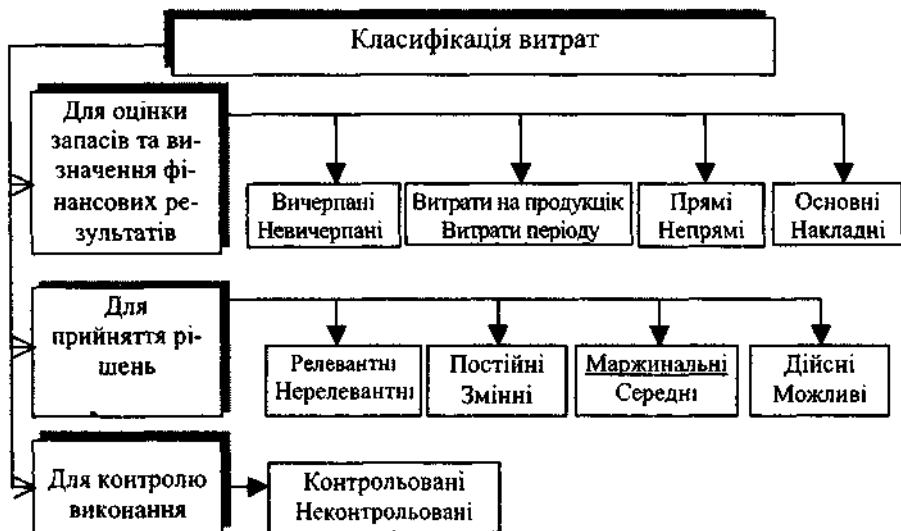 Класифікація витрат
Для оцінки
запасів та ви-
значення фі-
нансових ре-
зультатів
Вичерпані
Невичерпані
Витрати на продукцік
Витрати періоду
Прямі
Непрямі
Основні
Накладні
Для
прийняття рі-
шень
Релевантні
Нерелевантні
Постійні
Змінні
Маржинальні
Середні
Дійсні
Можливі
Для контролю
виконання
Контрольовані
Неконтрольовані